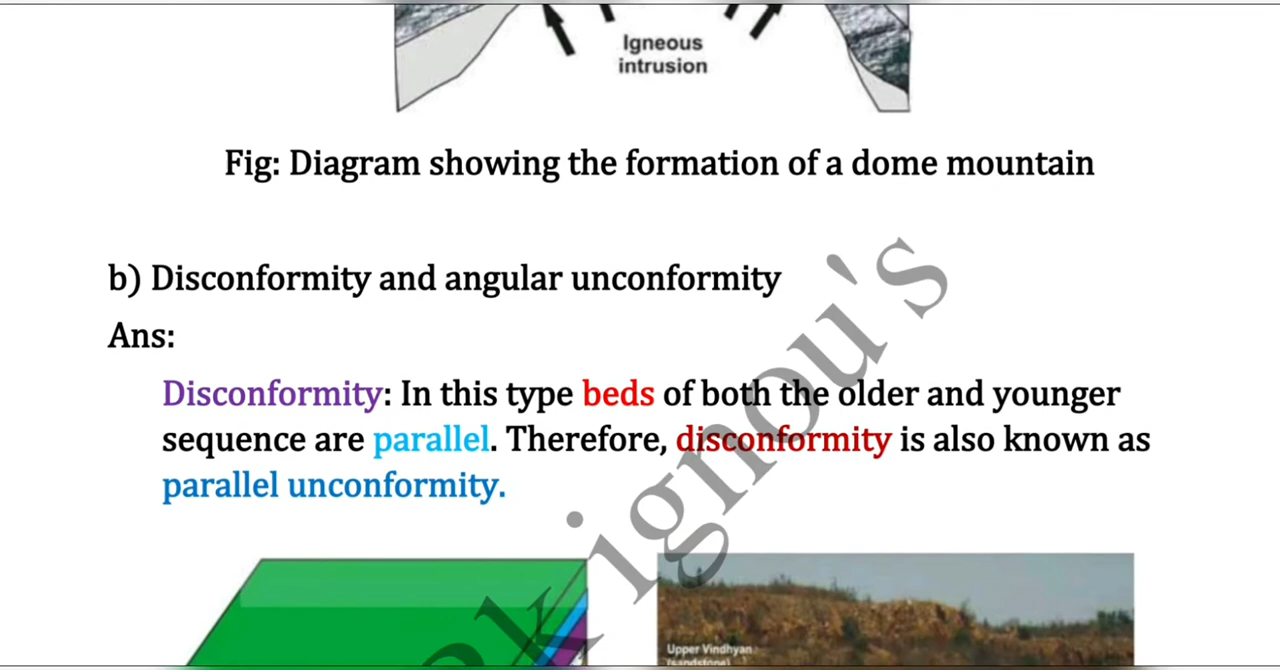 Igneous
intrusion
Fig: Diagram showing the formation of a dome mountain
b) Disconformity and angular unconformity
Ans:
Disconformity: In this type beds of both the older and younger
sequence are parallel. Therefore, disconformity is also known as
parallel unconformity.
k ignou's
Upper Vindhyan
(sandstone)